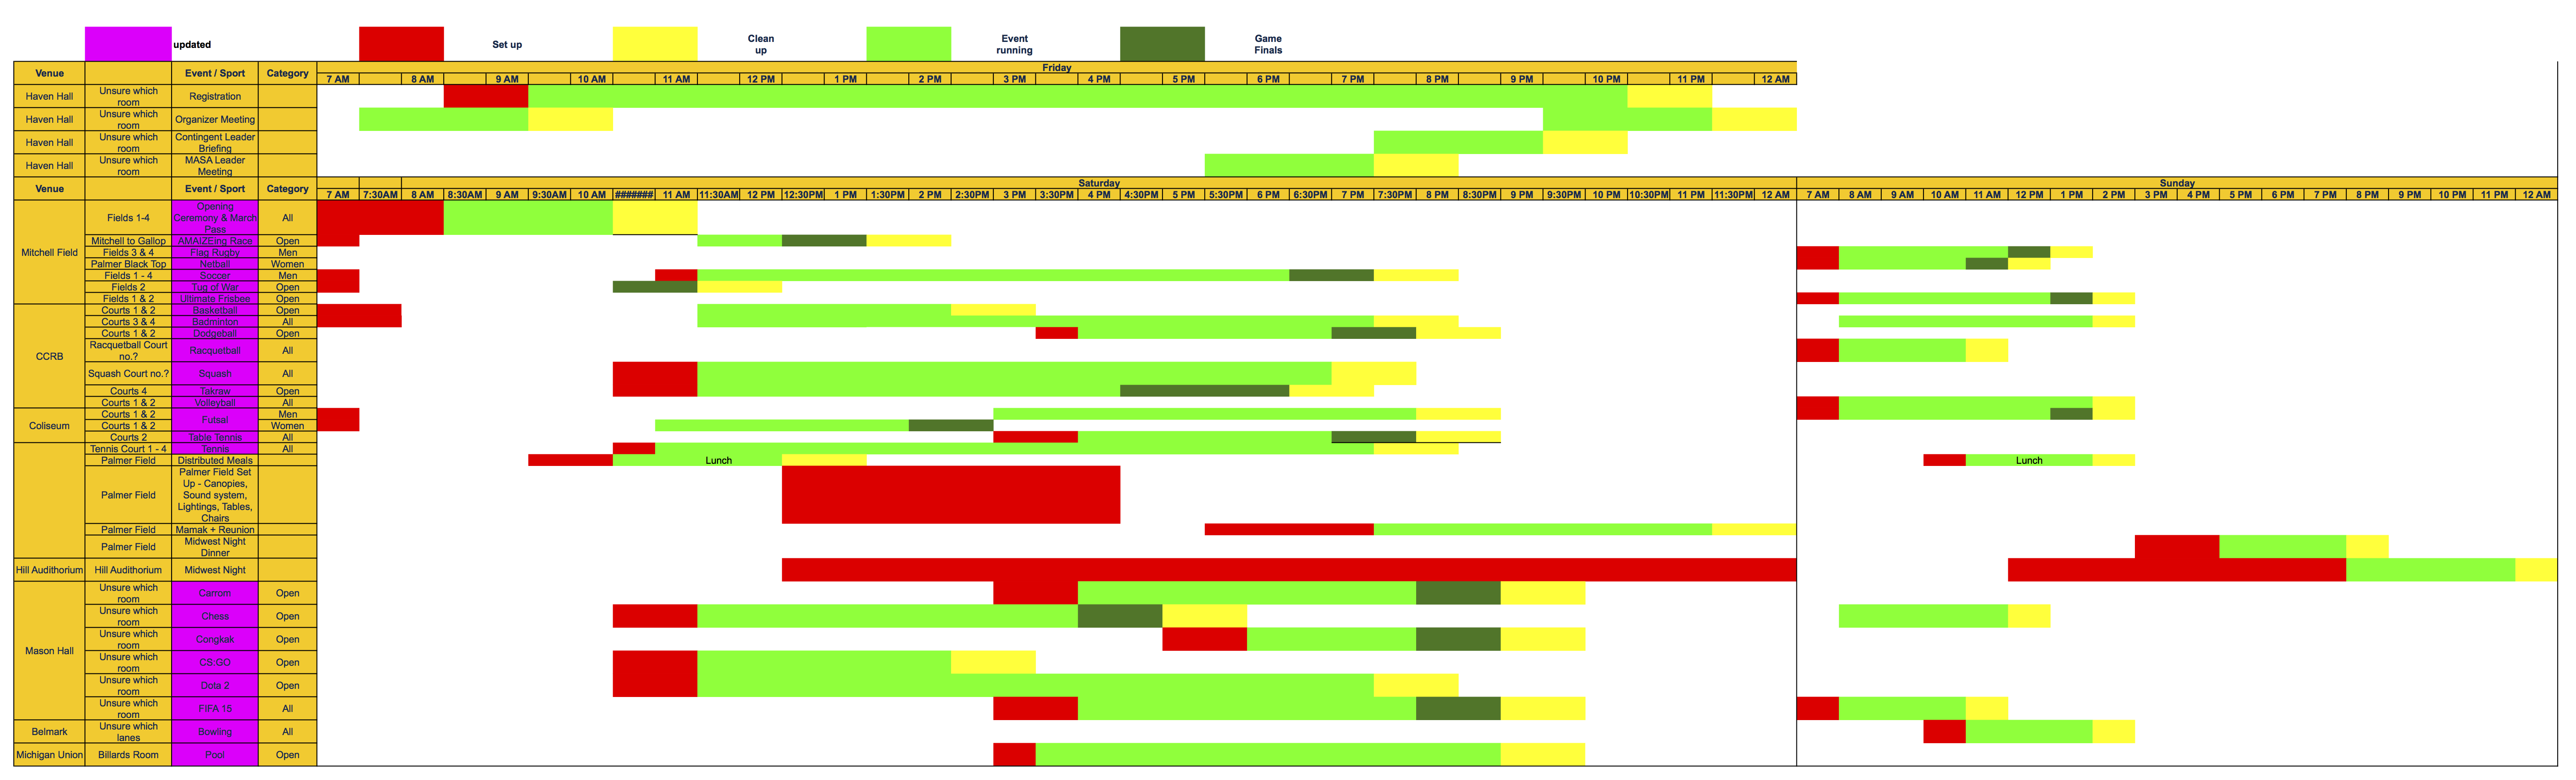 updated Set up Clean up Event running Game Finals
Venue Event / Sport Category Friday
7 AM 8 AM 9 AM 10 AM 11 AM 12 PM 1 PM 2 PM 3 PM 4 PM 5 PM 6 PM 7 PM 8 PM 9 PM 10 PM 11 PM 12 AM
Haven Hall Unsure which room Registration
Haven Hall Unsure which room Organizer Meeting
Haven Hall Unsure which room Contingent Leader Briefing
Haven Hall Unsure which room MASA Leader Meeting
Venue Event / Sport Category Saturday Sunday
7 AM 7:30AM 8 AM 8:30AM 9 AM 9:30AM 10 AM ####### 11 AM 11:30AM 12 PM 12:30PM 1 PM 1:30PM 2 PM 2:30PM 3 PM 3:30PM 4 PM 4:30PM 5 PM 5:30PM 6 PM 6:30PM 7 PM 7:30PM 8 PM 8:30PM 9 PM 9:30PM 10 PM 10:30PM 11 PM 11:30PM 12 AM 7 AM 8 AM 9 AM 10 AM 11 AM 12 PM 1 PM 2 PM 3 PM 4 PM 5 PM 6 PM 7 PM 8 PM 9 PM 10 PM 11 PM 12 AM
Mitchell Field Fields 1-4 Opening Ceremony & March Pass All
Mitchell to Gallop AMAIZEing Race Open
Fields 3 & 4 Flag Rugby Men
Palmer Black Top Netball Women
Fields 1 - 4 Soccer Men
Fields 2 Tug of War Open
Fields 1 & 2 Ultimate Frisbee Open
CCRB Courts 1 & 2 Basketball Open
Courts 3 & 4 Badminton All
Courts 1 & 2 Dodgeball Open
Racquetball Court no.? Racquetball All
Squash Court no.? Squash All
Courts 4 Takraw Open
Courts 1 & 2 Volleyball All
Coliseum Courts 1 & 2 Futsal Men
Courts 1 & 2 Women
Courts 2 Table Tennis All
Tennis Court 1 - 4 Tennis All
Palmer Field Distributed Meals Lunch Lunch
Palmer Field Palmer Field Set Up - Canopies, Sound system, Lightings, Tables, Chairs
Palmer Field Mamak + Reunion
Palmer Field Midwest Night Dinner
Hill Audithorium Hill Audithorium Midwest Night
Mason Hall Unsure which room Carrom Open
Unsure which room Chess Open
Unsure which room Congkak Open
Unsure which room CS:GO Open
Unsure which room Dota 2 Open
Unsure which room FIFA 15 All
Belmark Unsure which lanes Bowling All
Michigan Union Billards Room Pool Open